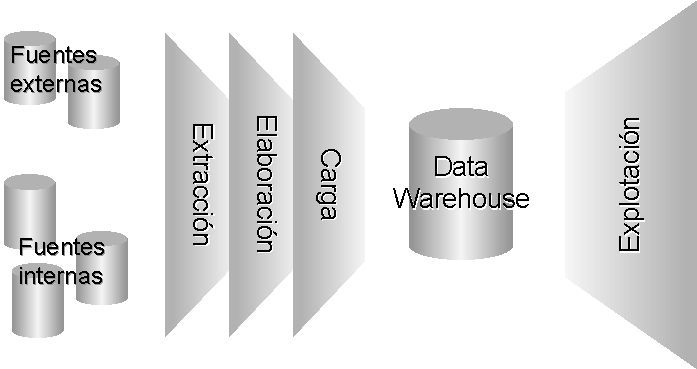 Fuentes
externas
Fuentes
internas
Extracción
Elaboración
Carga
Data
Warehouse
Explotación